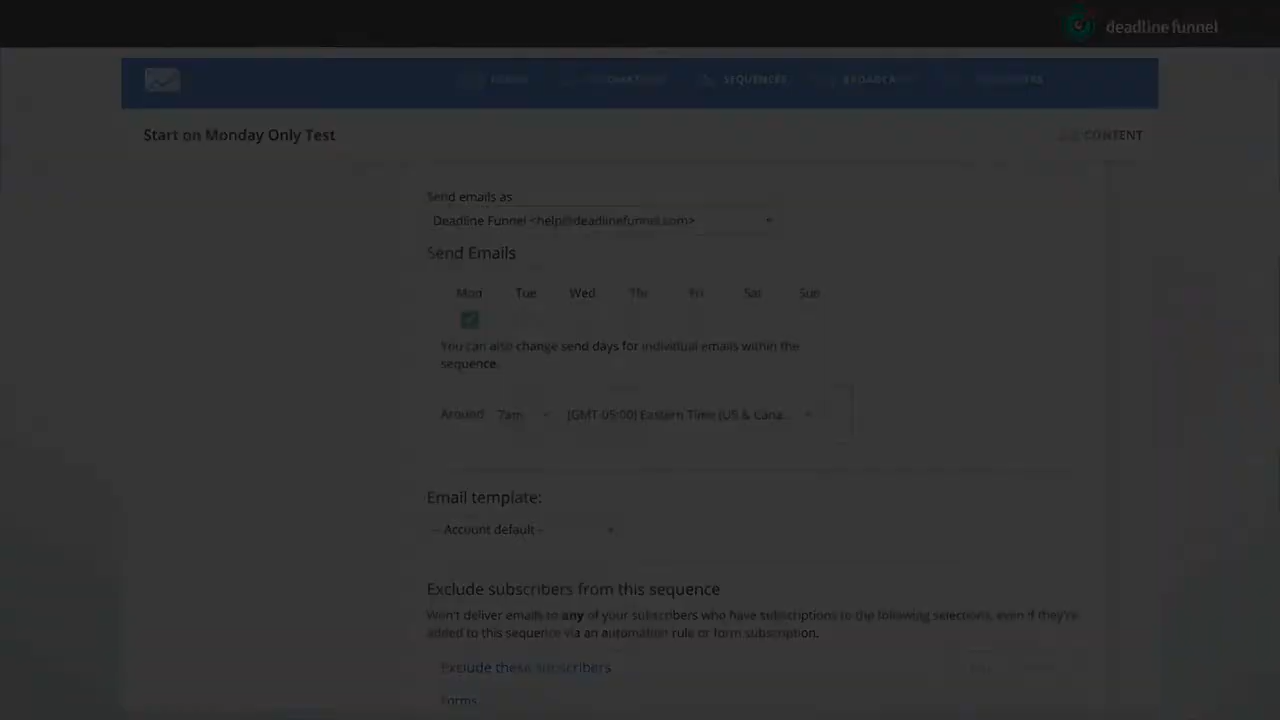 deadline funnel
SEQUENCES BROADCASTS
Start on Monday Only Test
CONTENT
Send emails as
Deadline Funnel <help@deadlinefunnel.com>
Send Emails
Mon Tue Wed Thu Fri Sat Sun
You can also change send days for individual emails within the
sequence.
Around 7am [GMT-05:00] Eastern Time (US & Cana...
Email template:
-- Account default --
Exclude subscribers from this sequence
Won't deliver emails to any of your subscribers who have subscriptions to the following selections, even if they're
added to this sequence via an automation rule or form subscription.
Exclude these subscribers
Forms